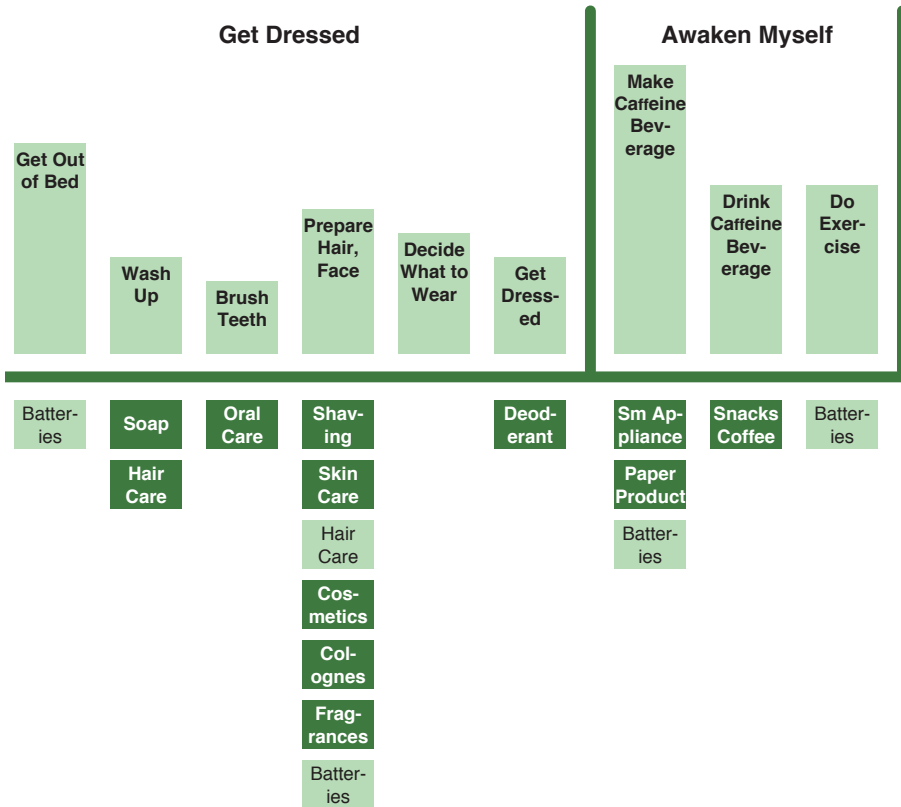 Get Dressed
Get Out
of Bed
Wash
Up
Brush
Teeth
Prepare
Hair,
Face
Decide
What to
Wear
Get
Dress-
ed
Awaken Myself
Make
Caffeine
Bev-
erage
Drink
Caffeine
Bev-
erage
Do
Exer-
cise
Batter-
ies
Soap
Hair
Care
Oral
Care
Shav-
ing
Skin
Care
Hair
Care
Cos-
metics
Col-
ognes
Frag-
rances
Batter-
ies
Deod-
erant
Sm Ap-
pliance
Paper
Product
Batter-
ies
Snacks
Coffee
Batter-
ies